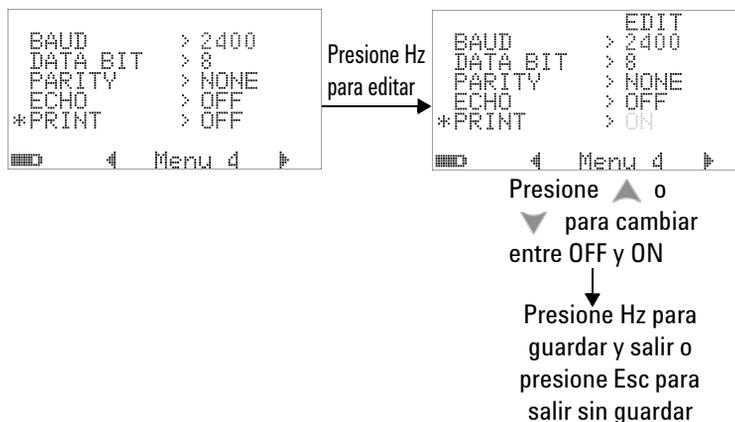 BAUD > 2400
DATA BIT > 8
PARITY > NONE
ECHO > OFF
*PRINT > OFF
Menu 4
Presione Hz
para editar
EDIT
BAUD > 2400
DATA BIT > 8
PARITY > NONE
ECHO > OFF
*PRINT > ON
Menu 4
Presione o
para cambiar
entre OFF y ON
Presione Hz para
guardar y salir o
presione Esc para
salir sin guardar